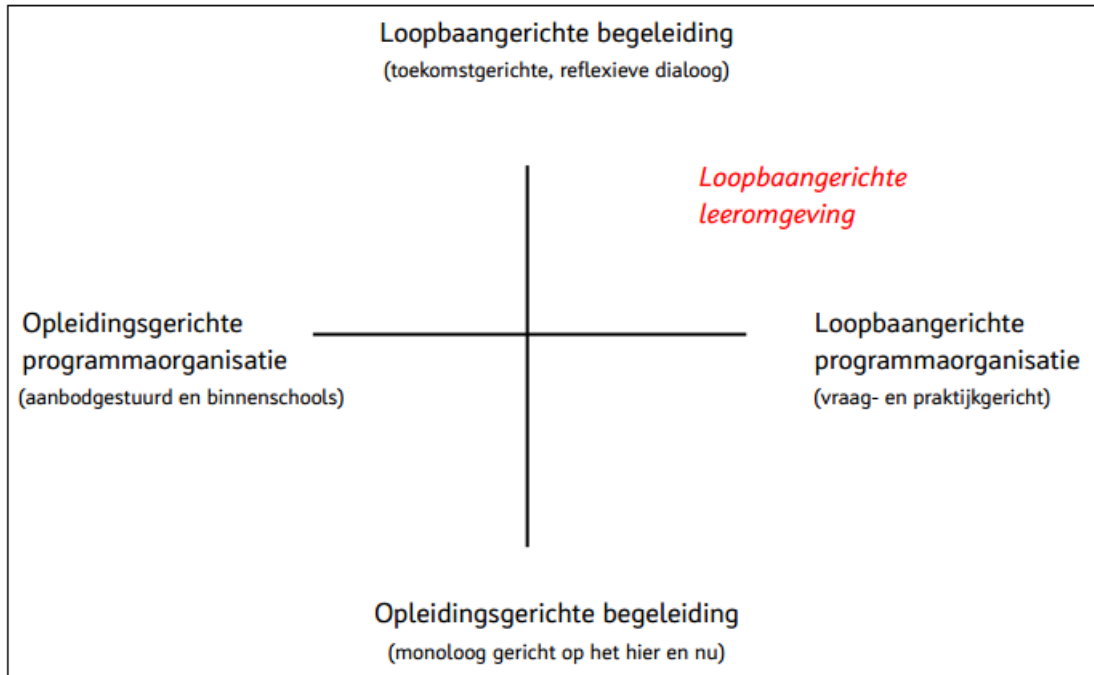 Loopbaangerichte begeleiding
(toekomstgerichte, reflexieve dialoog)
Loopbaangerichte
leeromgeving
Opleidingsgerichte
programmaorganisatie
(aanbodgestuurd en binnenschools)
Loopbaangerichte
programmaorganisatie
(vraag- en praktijkgericht)
Opleidingsgerichte begeleiding
(monoloog gericht op het hier en nu)